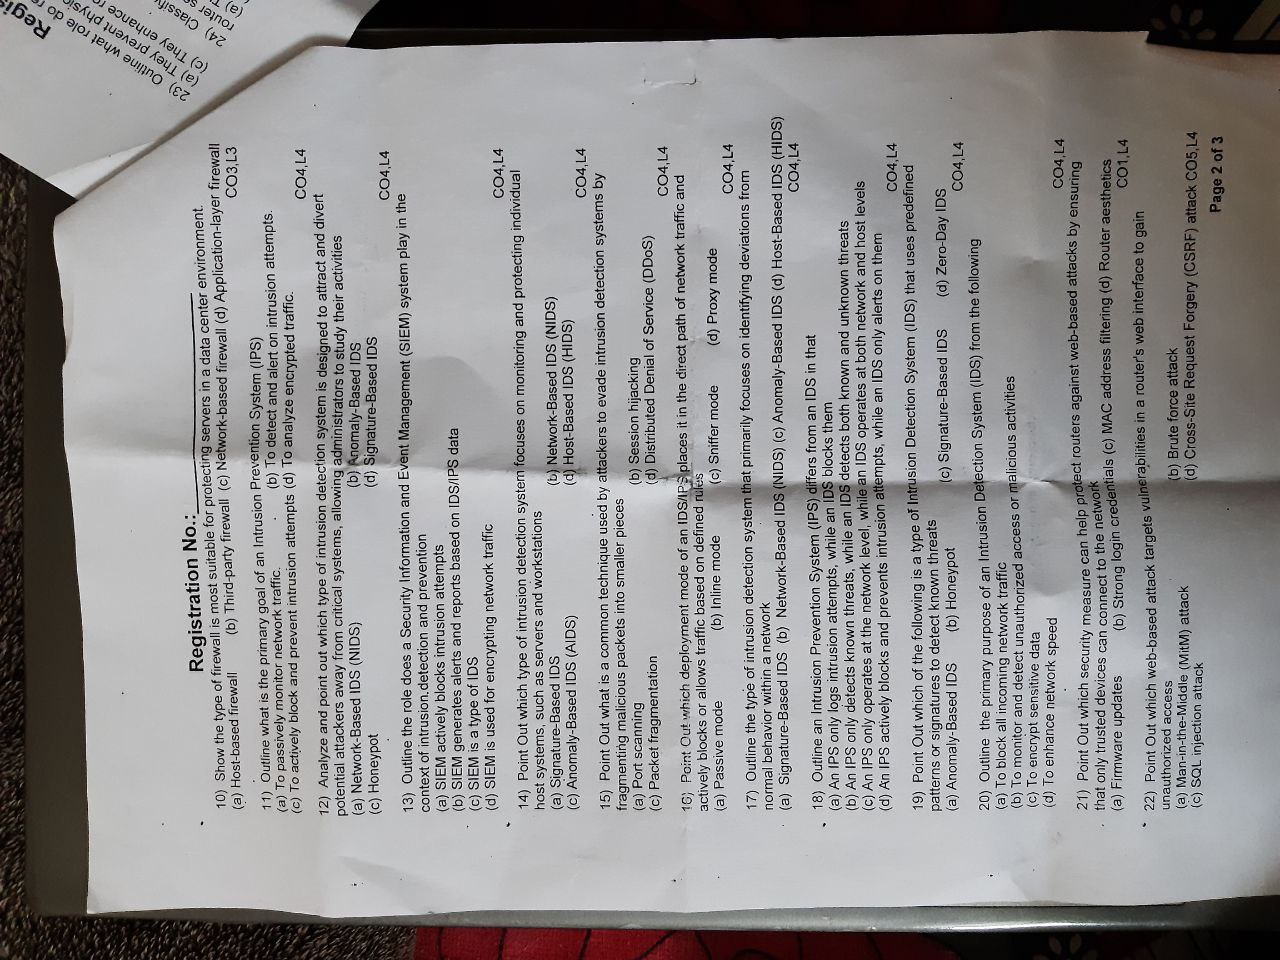 Registration No.:
10) Show the type of firewall is most suitable for protecting servers in a data center environment.
(a) Host-based firewall (b) Third-party firewall (c) Network-based firewall (d) Application-layer firewall
CO3,L3
11) Outline what is the primary goal of an Intrusion Prevention System (IPS)
(a) To passively monitor network traffic. (b) To detect and alert on intrusion attempts.
(c) To actively block and prevent intrusion attempts (d) To analyze encrypted traffic.
CO4,L4
12) Analyze and point out which type of intrusion detection system is designed to attract and divert
potential attackers away from critical systems, allowing administrators to study their activities
(a) Network-Based IDS (NIDS) (b) Anomaly-Based IDS
(c) Honeypot (d) Signature-Based IDS
CO4,L4
13) Outline the role does a Security Information and Event Management (SIEM) system play in the
context of intrusion detection and prevention
(a) SIEM actively blocks intrusion attempts
(b) SIEM generates alerts and reports based on IDS/IPS data
(c) SIEM is a type of IDS
(d) SIEM is used for encrypting network traffic
CO4,L4
14) Point Out which type of intrusion detection system focuses on monitoring and protecting individual
host systems, such as servers and workstations
(a) Signature-Based IDS (b) Network-Based IDS (NIDS)
(c) Anomaly-Based IDS (AIDS) (d) Host-Based IDS (HIDS)
CO4,L4
15) Point Out what is a common technique used by attackers to evade intrusion detection systems by
fragmenting malicious packets into smaller pieces
(a) Port scanning (b) Session hijacking
(c) Packet fragmentation (d) Distributed Denial of Service (DDoS)
CO4,L4
16) Point Out which deployment mode of an IDS/IPS places it in the direct path of network traffic and
actively blocks or allows traffic based on defined rules
(a) Passive mode (b) Inline mode (c) Sniffer mode (d) Proxy mode
CO4,L4
17) Outline the type of intrusion detection system that primarily focuses on identifying deviations from
normal behavior within a network
(a) Signature-Based IDS (b) Network-Based IDS (NIDS) (c) Anomaly-Based IDS (d) Host-Based IDS (HIDS)
CO4,L4
18) Outline an Intrusion Prevention System (IPS) differs from an IDS in that
(a) An IPS only logs intrusion attempts, while an IDS blocks them
(b) An IPS only detects known threats, while an IDS detects both known and unknown threats
(c) An IPS only operates at the network level, while an IDS operates at both network and host levels
(d) An IPS actively blocks and prevents intrusion attempts, while an IDS only alerts on them
CO4,L4
19) Point Out which of the following is a type of Intrusion Detection System (IDS) that uses predefined
patterns or signatures to detect known threats
(a) Anomaly-Based IDS (b) Honeypot (c) Signature-Based IDS (d) Zero-Day IDS
CO4,L4
20) Outline the primary purpose of an Intrusion Detection System (IDS) from the following
(a) To block all incoming network traffic
(b) To monitor and detect unauthorized access or malicious activities
(c) To encrypt sensitive data
(d) To enhance network speed
CO4,L4
21) Point Out which security measure can help protect routers against web-based attacks by ensuring
that only trusted devices can connect to the network
(a) Firmware updates (b) Strong login credentials (c) MAC address filtering (d) Router aesthetics
CO1,L4
22) Point Out which web-based attack targets vulnerabilities in a router's web interface to gain
unauthorized access
(a) Man-in-the-Middle (MitM) attack (b) Brute force attack
(c) SQL injection attack (d) Cross-Site Request Forgery (CSRF) attack CO5,L4
Page 2 of 3
Regis
23) Outline what role do
(a) They prevent physic
(c) They enhance
24) Classify
router
(a)